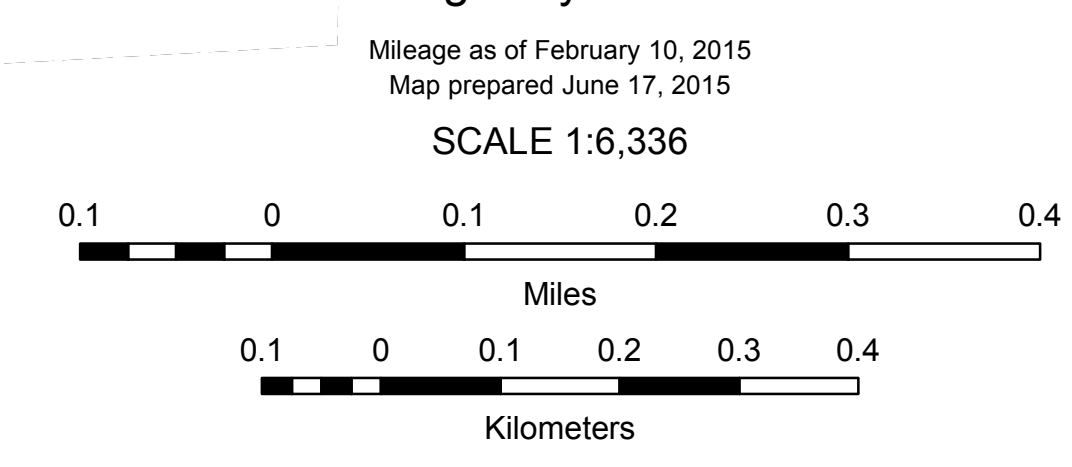 Mileage as of February 10, 2015
Map prepared June 17, 2015
SCALE 1:6,336
0.1 0 0.1 0.2 0.3 0.4
Miles
0.1 0 0.1 0.2 0.3 0.4
Kilometers